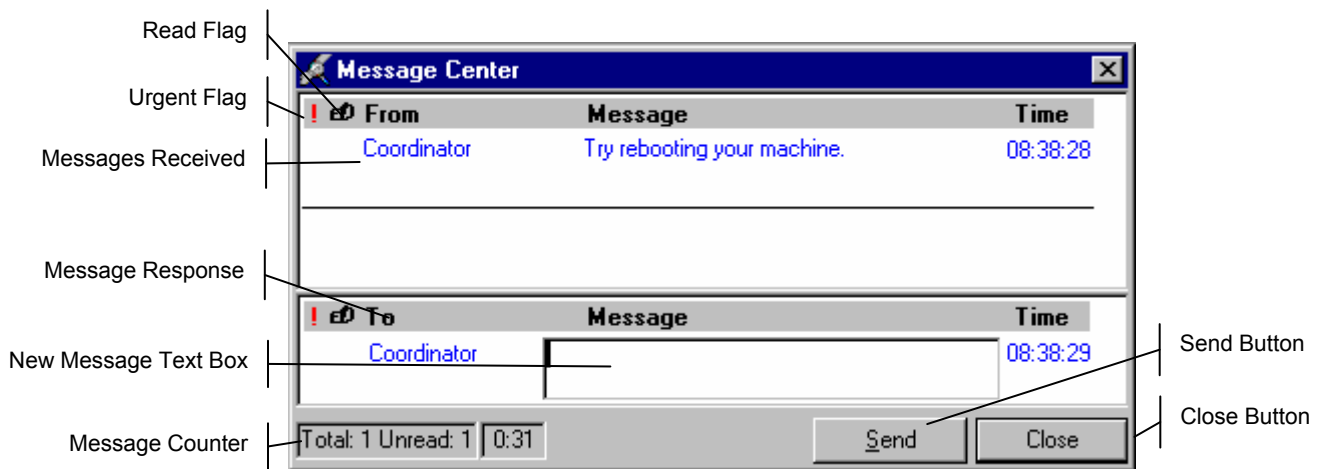 Read Flag
Message Center
Urgent Flag
! From Message Time
Messages Received
Coordinator Try rebooting your machine. 08:38:28
Message Response
! To Message Time
New Message Text Box
Coordinator 08:38:29
Send Button
Message Counter
Total: 1 Unread: 1 0:31 Send Close
Close Button